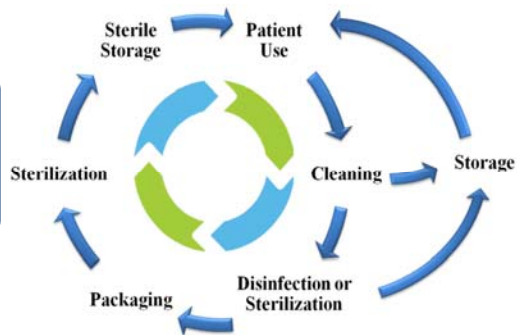 Sterile
Storage
Patient
Use
Cleaning
Storage
Disinfection or
Sterilization
Packaging
Sterilization